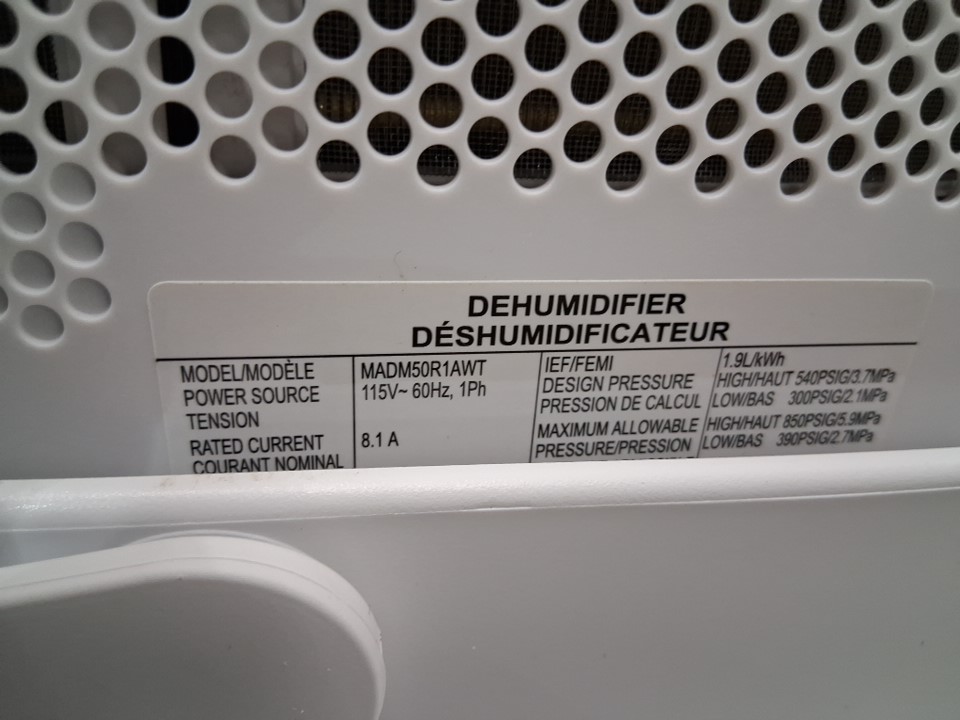 DEHUMIDIFIER
DÉSHUMIDIFICATEUR
MODEL/MODÈLE MADM50R1AWT
POWER SOURCE 115V~ 60Hz, 1Ph
TENSION
RATED CURRENT 8.1 A
COURANT NOMINAL
IEF/FEMI 1.9L/kWh
DESIGN PRESSURE HIGH/HAUT 540PSIG/3.7MPa
PRESSION DE CALCUL LOW/BAS 300PSIG/2.1MPa
MAXIMUM ALLOWABLE HIGH/HAUT 850PSIG/5.9MPa
PRESSURE/PRESSION LOW/BAS 390PSIG/2.7MPa